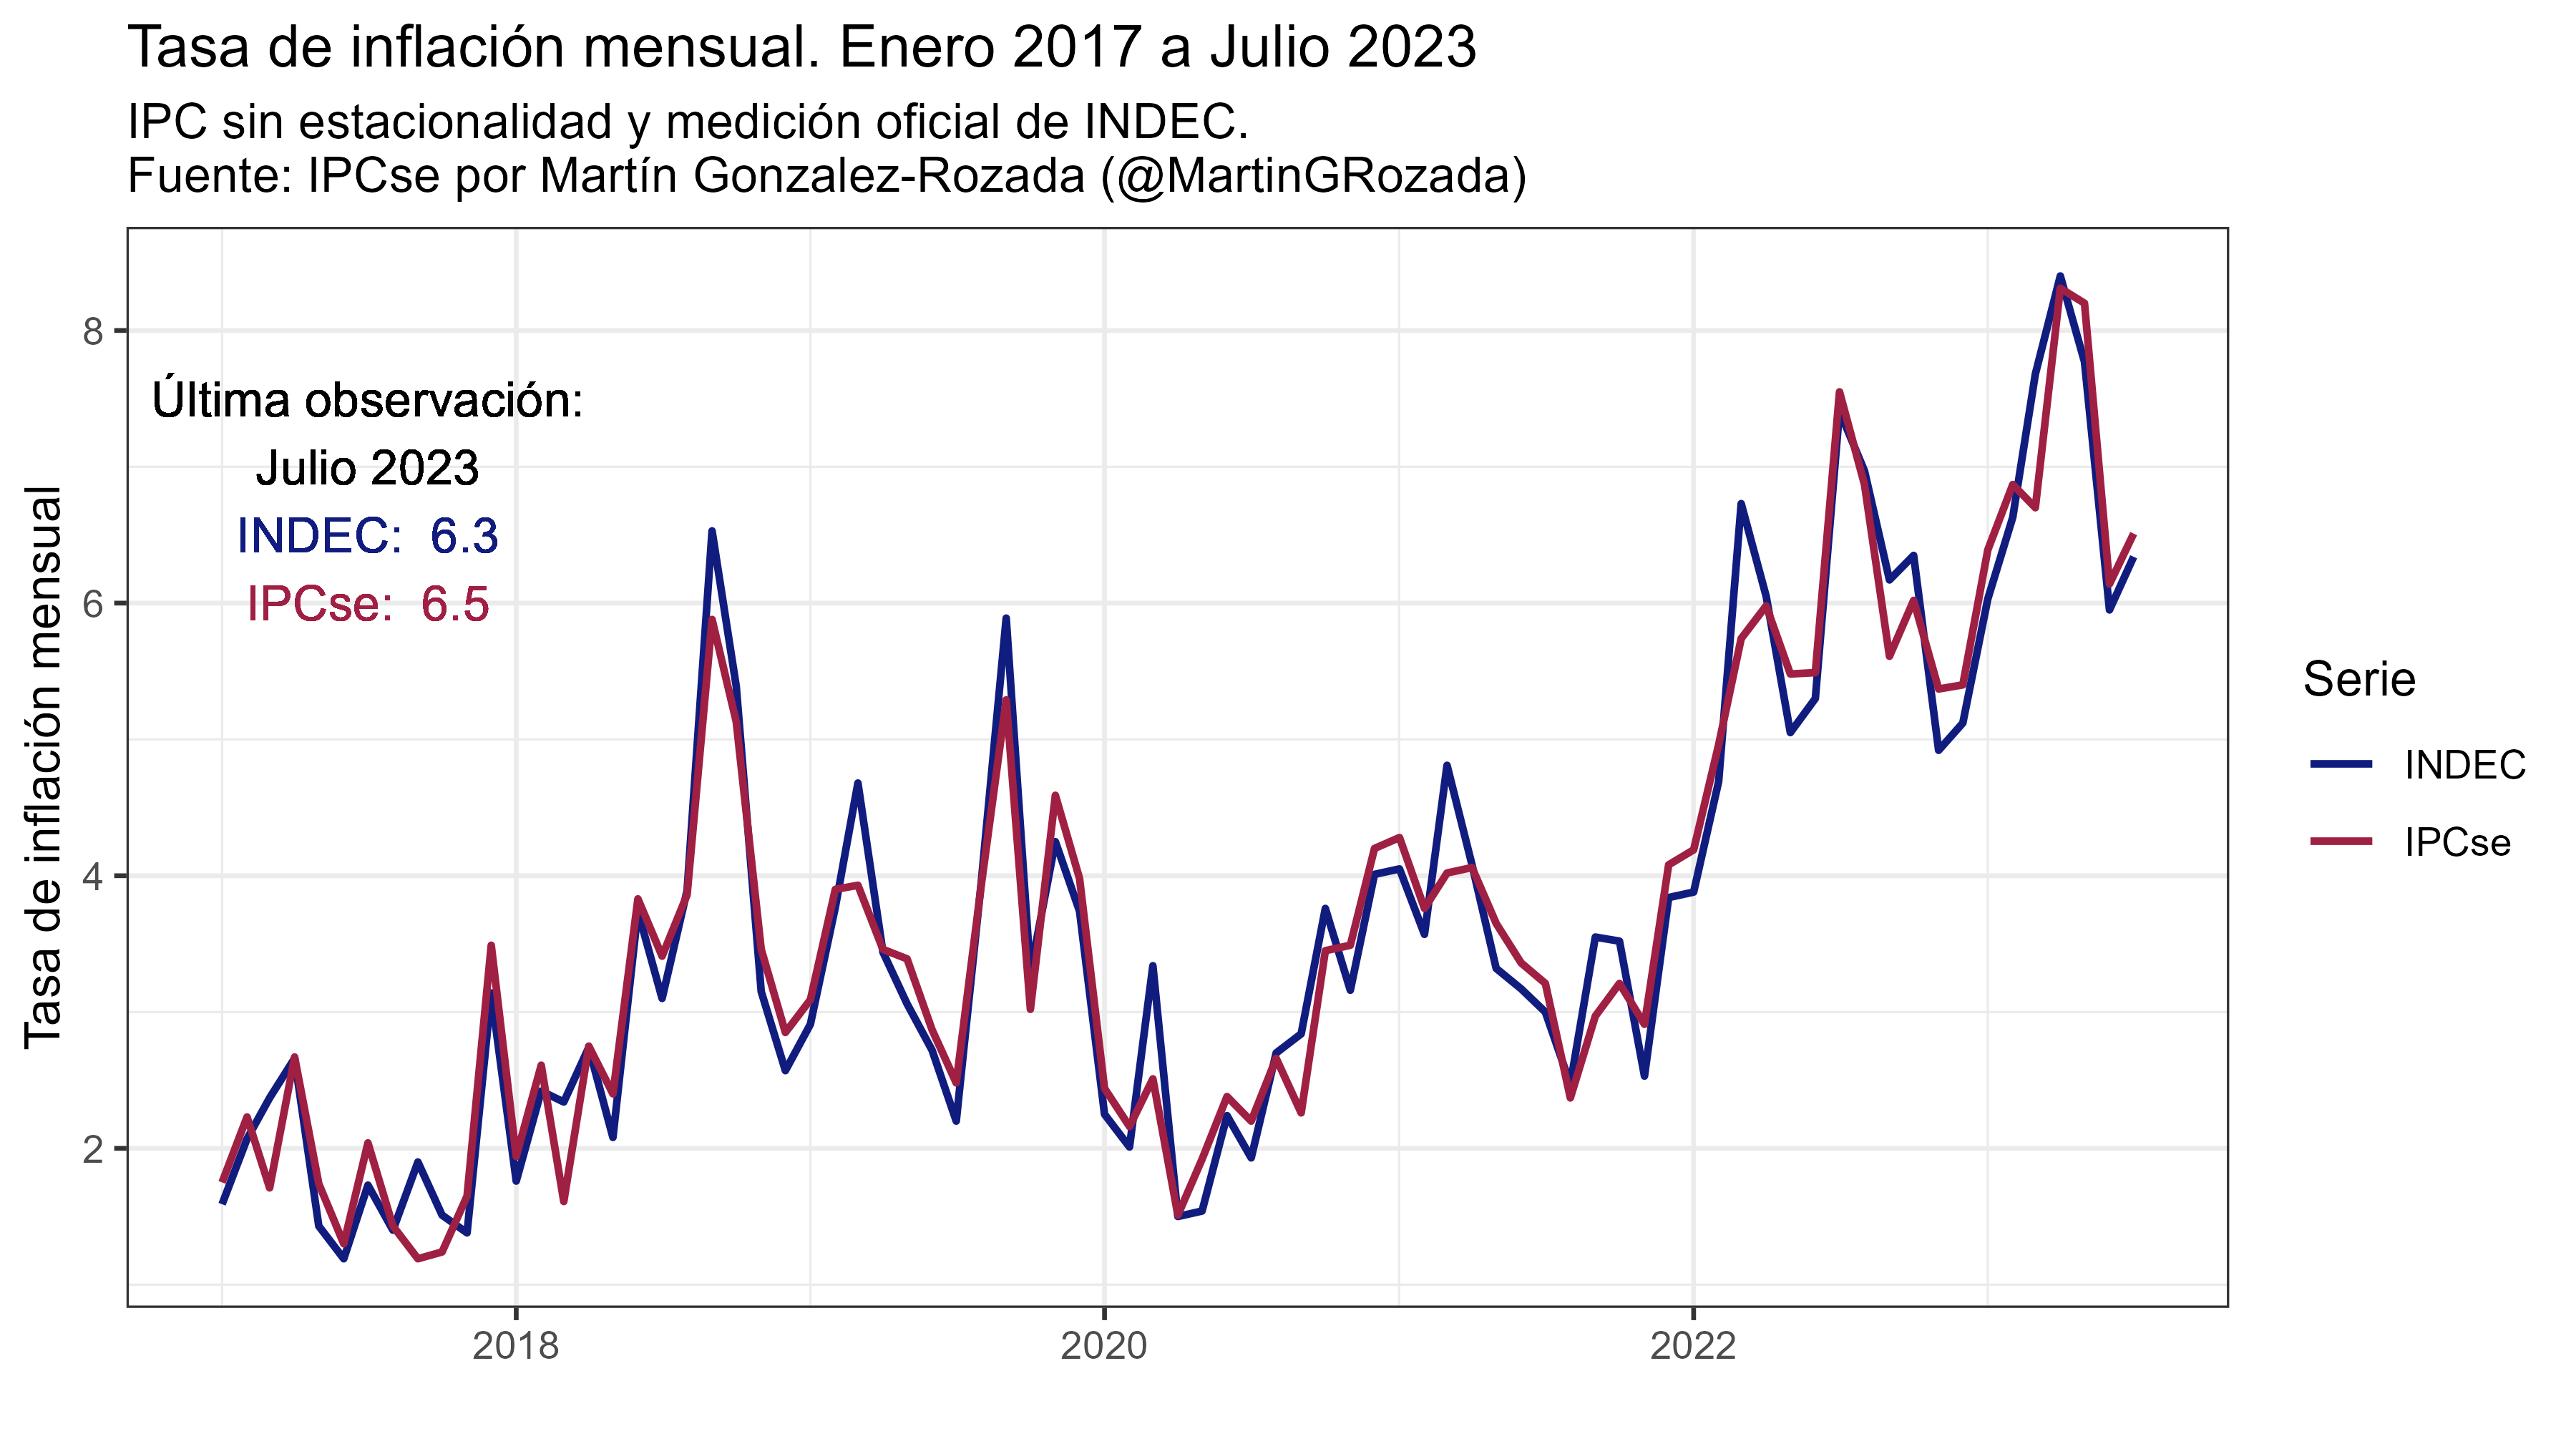 Tasa de inflación mensual. Enero 2017 a Julio 2023
IPC sin estacionalidad y medición oficial de INDEC.
Fuente: IPCse por Martín Gonzalez-Rozada (@MartinGRozada)
Tasa de inflación mensual
8
6
4
2
Última observación:
Julio 2023
INDEC: 6.3
IPCse: 6.5
2018
2020
2022
Serie
INDEC
IPCse